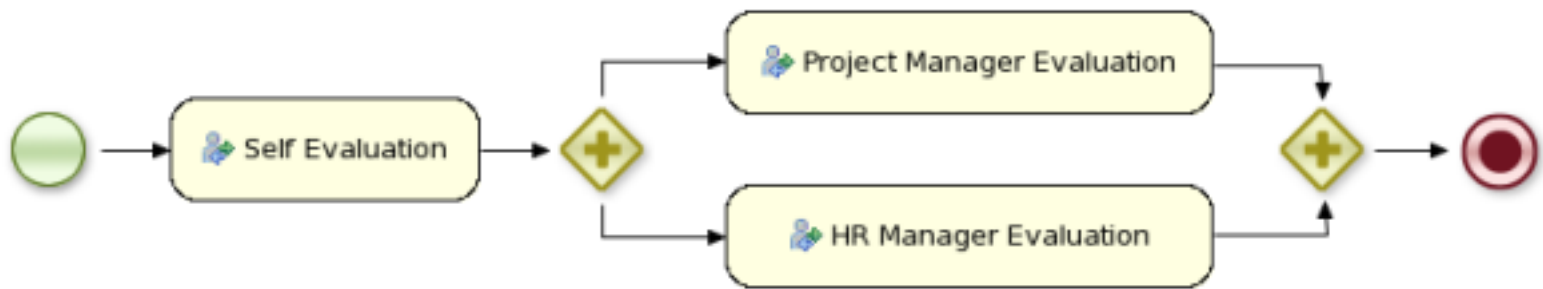 Project Manager Evaluation
Self Evaluation
HR Manager Evaluation